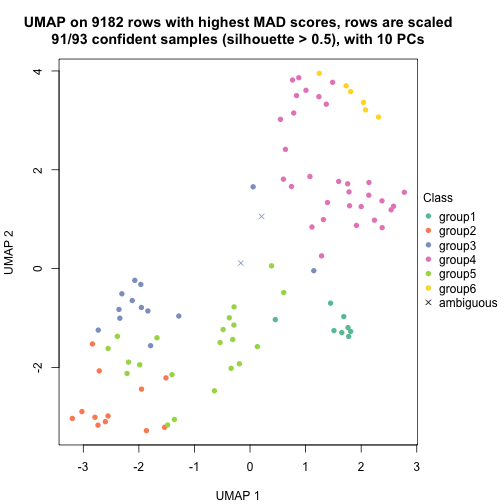 UMAP on 9182 rows with highest MAD scores, rows are scaled
91/93 confident samples (silhouette > 0.5), with 10 PCs
4
2
0
-2
UMAP 2
-3
-2
-1
0
1
2
3
UMAP 1
Class
group1
group2
group3
group4
group5
group6
ambiguous